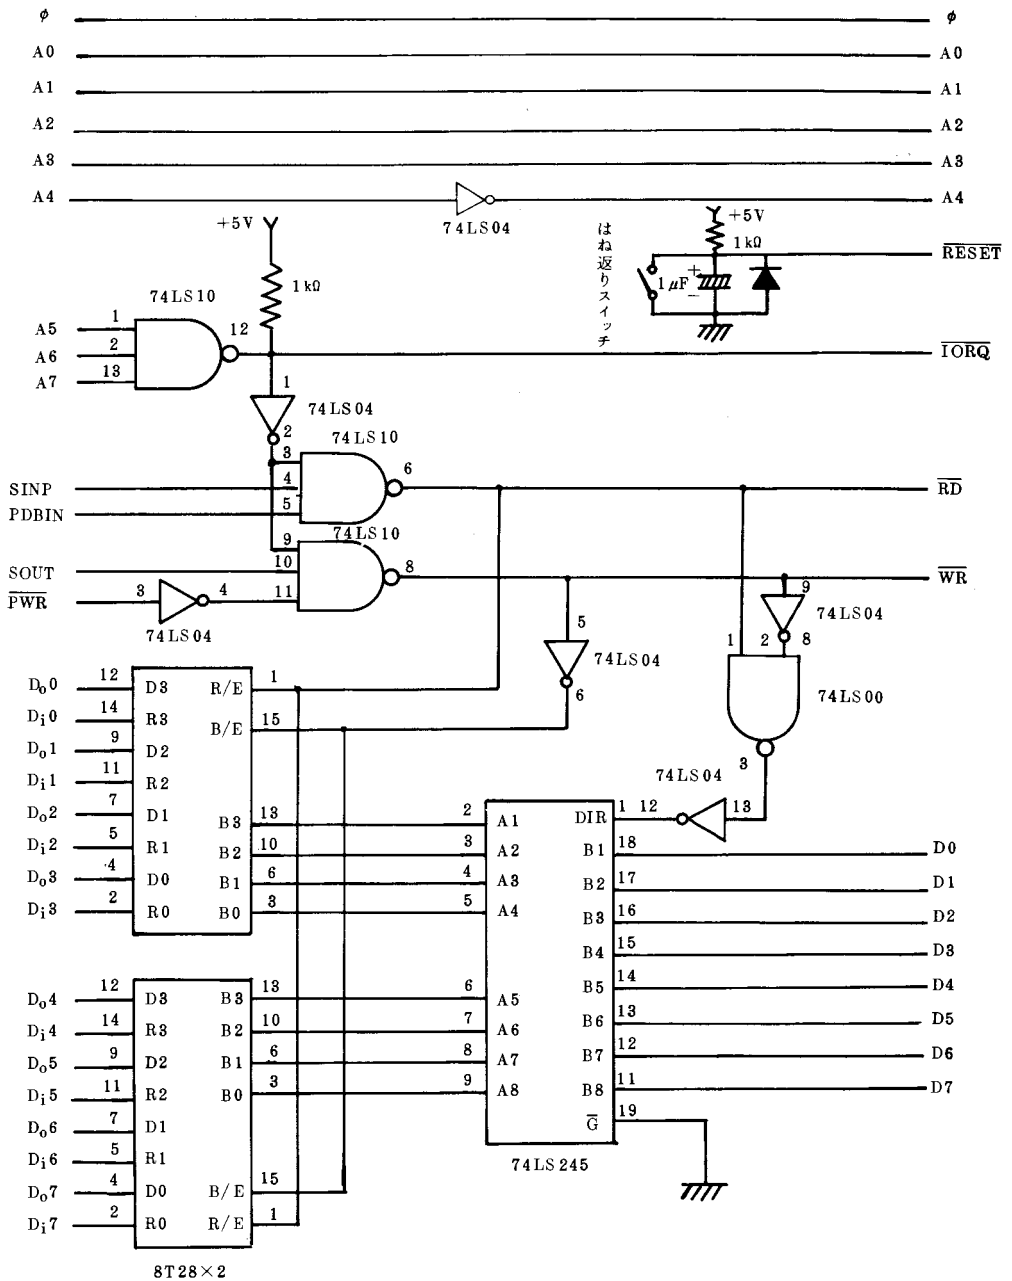 φ φ
A0 A0
A1 A1
A2 A2
A3 A3
A4 A4
74LS04
+5V
1kΩ
はね返りスイッチ
+5V
1kΩ
1μF
+
−
RESET
74LS10
A5 1
A6 2
A7 13
12
IORQ
1
74LS04
2
74LS10
3
SINP 4
PDBIN 5
6
RD
74LS10
9
SOUT 10
PWR 3 4 11
8
WR
74LS04
5
74LS04
6
9
74LS04
8
1 2
74LS00
3
74LS04
13 12
Do0 12 D3 R/E 1
Di0 14 R3 B/E 15
Do1 9 D2
Di1 11 R2
Do2 7 D1 B3 13
Di2 5 R1 B2 10
Do3 4 D0 B1 6
Di3 2 R0 B0 3
Do4 12 D3 B3 13
Di4 14 R3 B2 10
Do5 9 D2 B1 6
Di5 11 R2 B0 3
Do6 7 D1
Di6 5 R1
Do7 4 D0 B/E 15
Di7 2 R0 R/E 1
8T28×2
2 A1 DIR 1
3 A2 B1 18 D0
4 A3 B2 17 D1
5 A4 B3 16 D2
B4 15 D3
6 A5 B5 14 D4
7 A6 B6 13 D5
8 A7 B7 12 D6
9 A8 B8 11 D7
G 19
74LS245